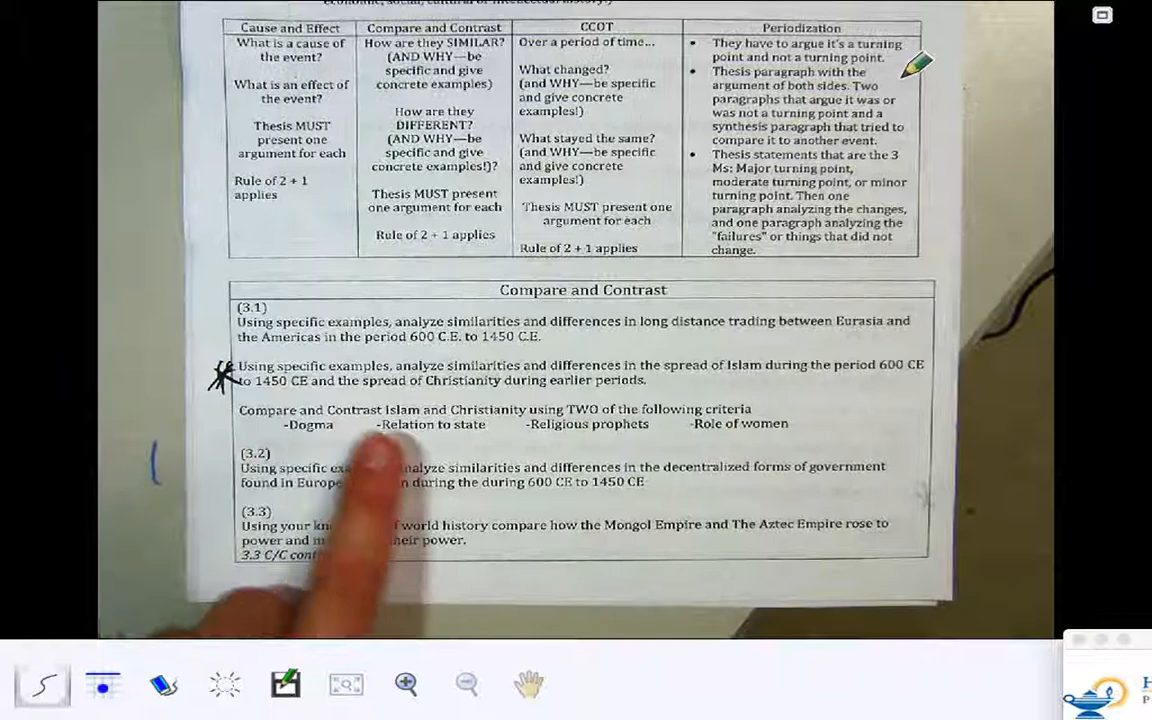 Cause and Effect
What is a cause of
the event?
What is an effect of
the event?
Thesis MUST
present one
argument for each
Rule of 2 + 1
applies
Compare and Contrast
How are they SIMILAR?
(AND WHY—be
specific and give
concrete examples)
How are they
DIFFERENT?
(AND WHY—be
specific and give
concrete examples!)?
Thesis MUST present
one argument for each
Rule of 2 + 1 applies
CCOT
Over a period of time...
What changed?
(and WHY—be specific
and give concrete
examples!)
What stayed the same?
(and WHY—be specific
and give concrete
examples!)
Thesis MUST present one
argument for each
Rule of 2 + 1 applies
Periodization
• They have to argue it's a turning
point and not a turning point.
• Thesis paragraph with the
argument of both sides. Two
paragraphs that argue it was or
was not a turning point and a
synthesis paragraph that tried to
compare it to another event.
• Thesis statements that are the 3
Ms: Major turning point,
moderate turning point, or minor
turning point. Then one
paragraph analyzing the changes,
and one paragraph analyzing the
"failures" or things that did not
change.
Compare and Contrast
(3.1)
Using specific examples, analyze similarities and differences in long distance trading between Eurasia and
the Americas in the period 600 C.E. to 1450 C.E.
Using specific examples, analyze similarities and differences in the spread of Islam during the period 600 CE
to 1450 CE and the spread of Christianity during earlier periods.
Compare and Contrast Islam and Christianity using TWO of the following criteria
-Dogma -Relation to state -Religious prophets -Role of women
(3.2)
Using specific analyze similarities and differences in the decentralized forms of government
found in Europe during the during 600 CE to 1450 CE
(3.3)
Using your of world history compare how the Mongol Empire and The Aztec Empire rose to
power and their power.
3.3 C/C